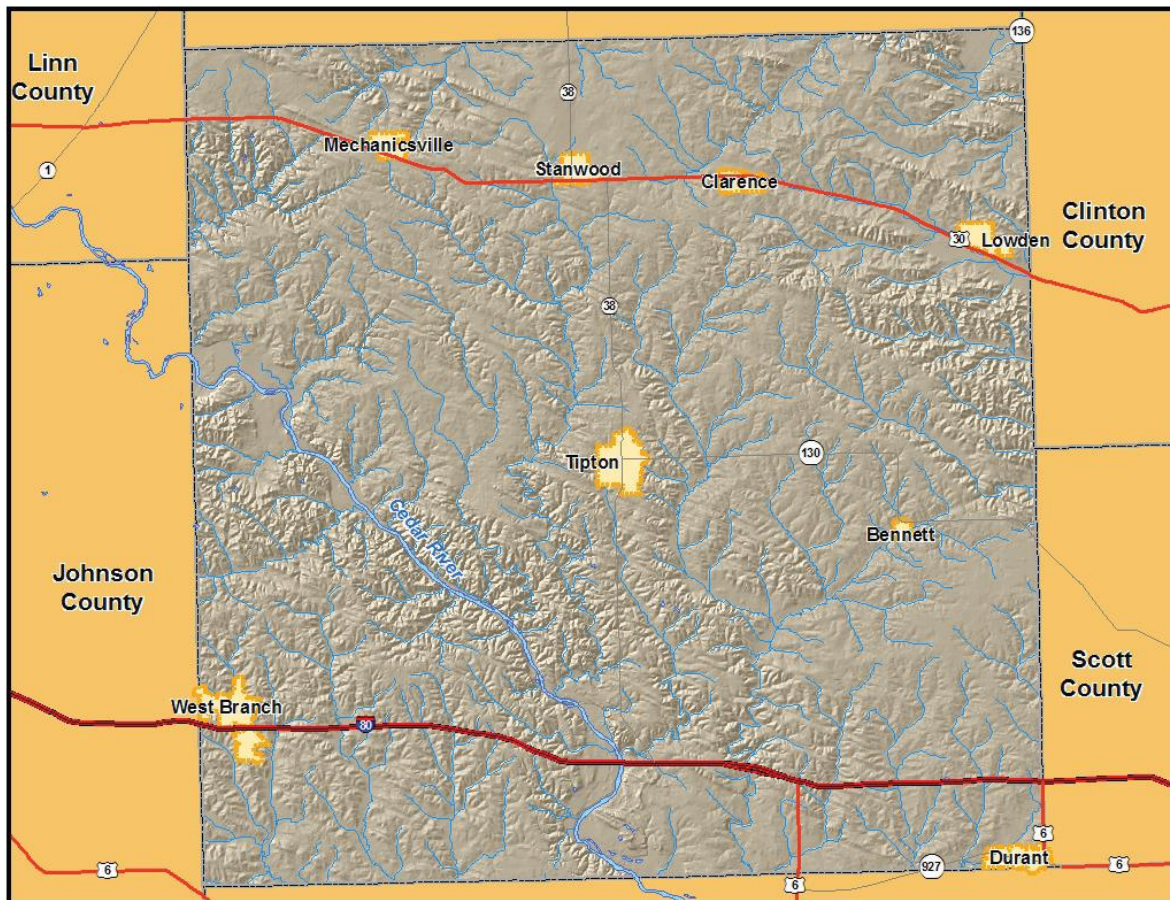 136
Linn
County
38
Mechanicsville
1
Stanwood
Clarence
Clinton
County
30
Lowden
38
Tipton
130
Cedar River
Bennett
Johnson
County
Scott
County
West Branch
80
6
Durant
6
6
927
6